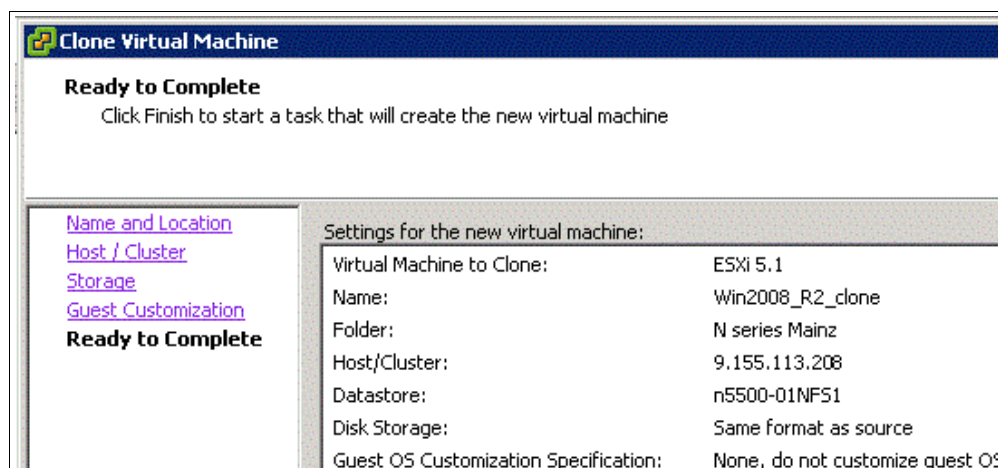 Clone Virtual Machine
Ready to Complete
Click Finish to start a task that will create the new virtual machine
Name and Location
Host / Cluster
Storage
Guest Customization
Ready to Complete
Settings for the new virtual machine:
Virtual Machine to Clone: ESXi 5.1
Name: Win2008_R2_clone
Folder: N series Mainz
Host/Cluster: 9.155.113.208
Datastore: n5500-01NFS1
Disk Storage: Same format as source
Guest OS Customization Specification: None, do not customize guest OS